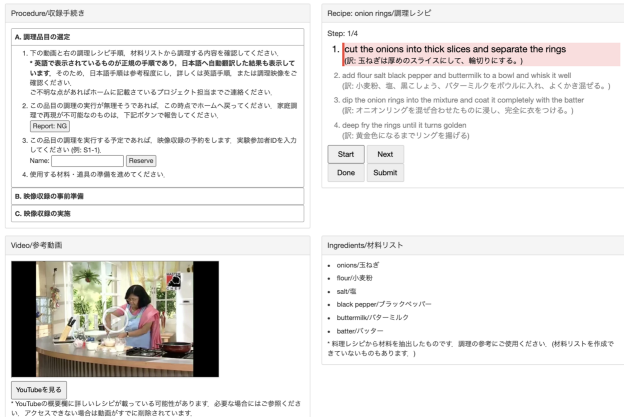 Procedure/収録手続き
A. 調理品目の選定
1. 下の動画と右の調理レシピ手順, 材料リストから調理する内容を確認してください.
* 英語で表示されているものが正規の手順であり, 日本語へ自動翻訳した結果も表示して
います. そのため, 日本語手順は参考程度にし, 詳しくは英語手順, または調理映像をご
確認ください.
ご不明な点があればホームに記載しているプロジェクト担当までご連絡ください.
2. この品目の調理の実行が無理そうであれば, この時点でホームへ戻ってください. 家庭調
理で再現が不可能なのものは, 下記ボタンで報告してください.
Report: NG
3. この品目の調理を実行する予定であれば, 映像収録の予約をします. 実験参加者IDを入力
してください (例: S1-1).
Name: Reserve
4. 使用する材料・道具の準備を進めてください.
B. 映像収録の事前準備
C. 映像収録の実施
Recipe: onion rings/調理レシピ
Step: 1/4
1. cut the onions into thick slices and separate the rings
(訳: 玉ねぎは厚めのスライスにして、輪切りにする。)
2. add flour salt black pepper and buttermilk to a bowl and whisk it well
(訳: 小麦粉、塩、黒こしょう、バターミルクをボウルに入れ、よくかき混ぜる。)
3. dip the onion rings into the mixture and coat it completely with the batter
(訳: オニオンリングを混ぜ合わせたものに浸し、完全に衣をつける。)
4. deep fry the rings until it turns golden
(訳: 黄金色になるまでリングを揚げる)
Start Next
Done Submit
Video/参考動画
YouTubeを見る
* YouTubeの概要欄に詳しいレシピが載っている可能性があります. 必要な場合にはご参照くださ
い. アクセスできない場合は動画がすでに削除されています.
Ingredients/材料リスト
• onions/玉ねぎ
• flour/小麦粉
• salt/塩
• black pepper/ブラックペッパー
• buttermilk/バターミルク
• batter/バッター
* 料理レシピから材料を抽出したものです. 調理の参考にご使用ください. (材料リストを作成で
きていないものもあります. )